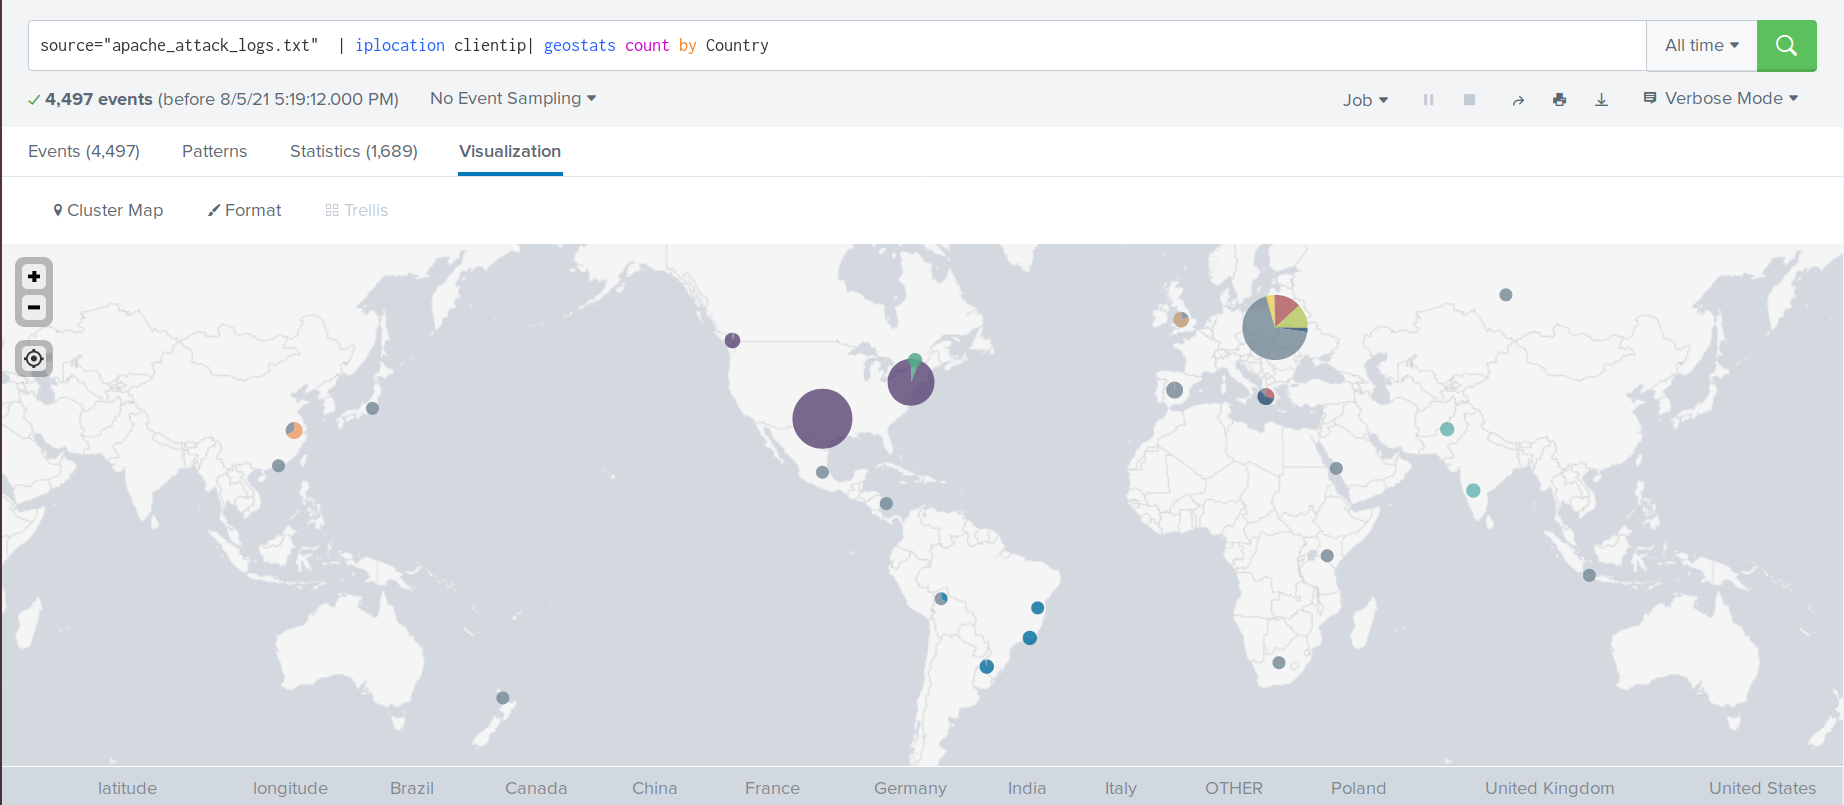 source="apache_attack_logs.txt" | iplocation clientip| geostats count by Country
All time
4,497 events (before 8/5/21 5:19:12.000 PM)
No Event Sampling
Job
Verbose Mode
Events (4,497)
Patterns
Statistics (1,689)
Visualization
Cluster Map
Format
Trellis
latitude longitude Brazil Canada China France Germany India Italy OTHER Poland United Kingdom United States